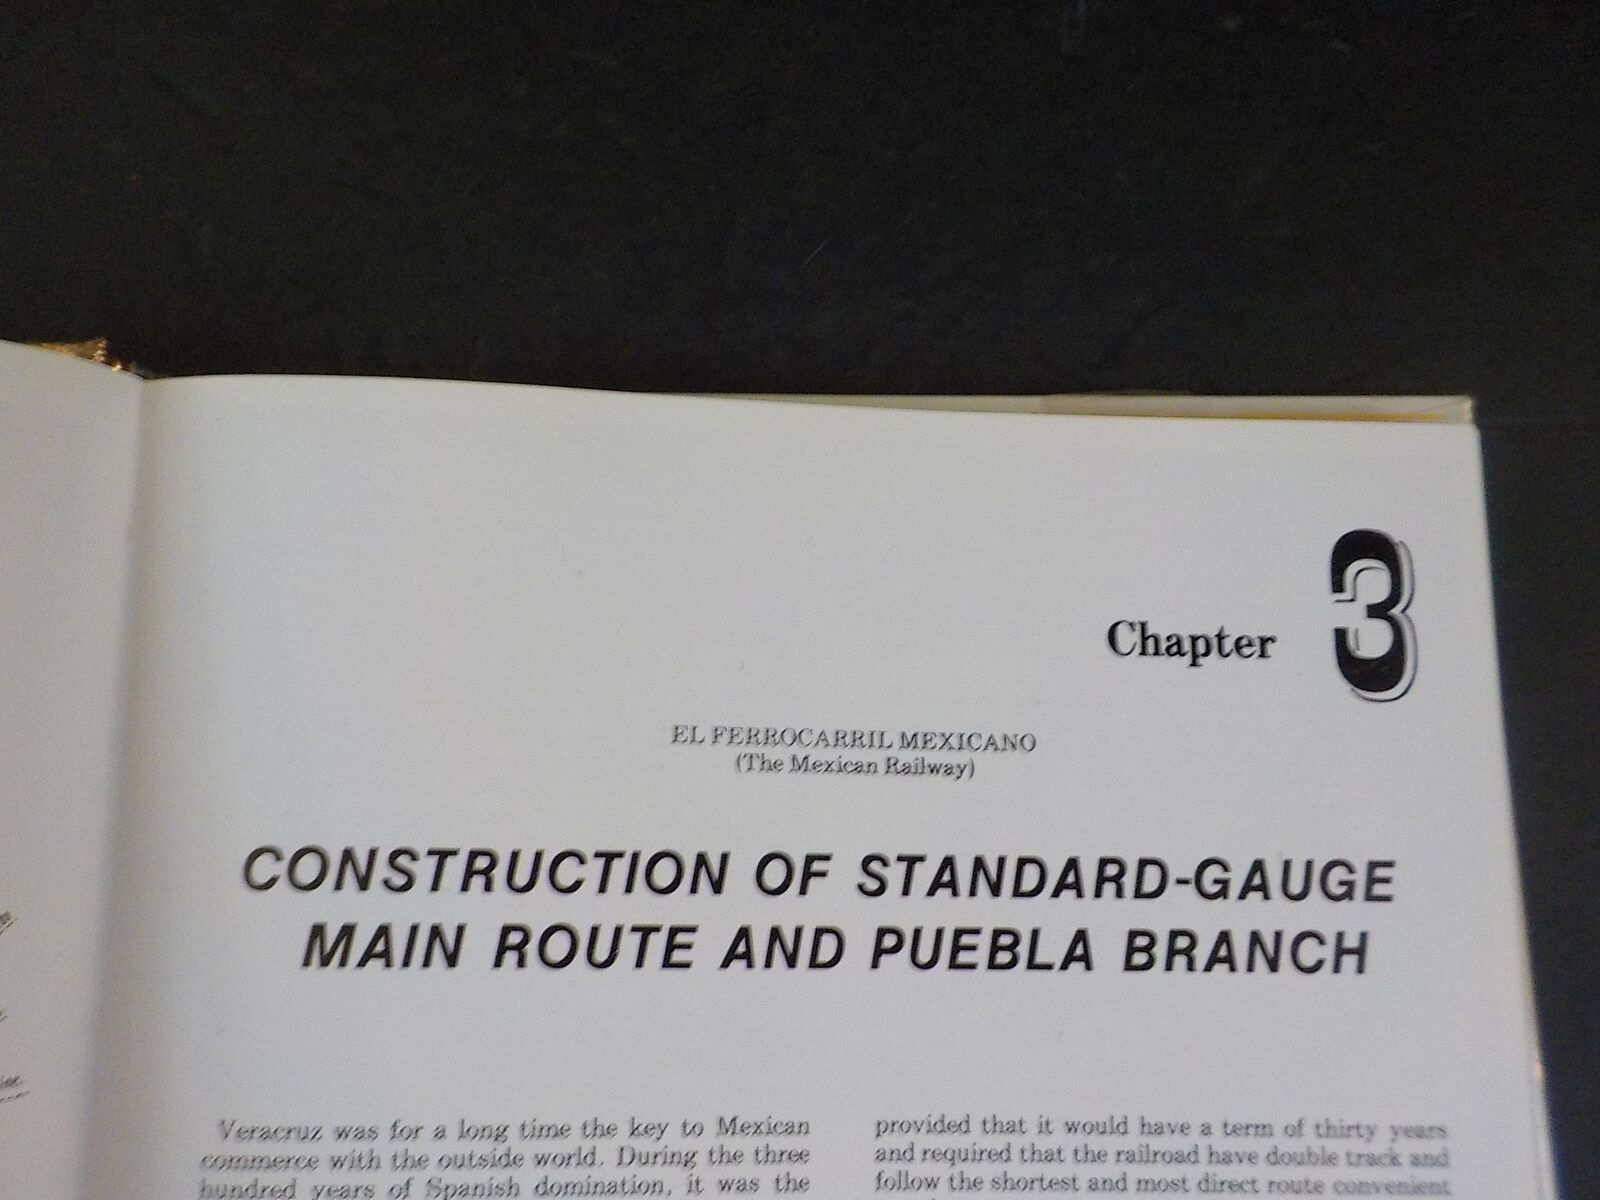 Chapter 3
EL FERROCARRIL MEXICANO
(The Mexican Railway)
CONSTRUCTION OF STANDARD-GAUGE
MAIN ROUTE AND PUEBLA BRANCH
Veracruz was for a long time the key to Mexican
commerce with the outside world. During the three
hundred years of Spanish domination, it was the
provided that it would have a term of thirty years
and required that the railroad have double track and
follow the shortest and most direct route convenient